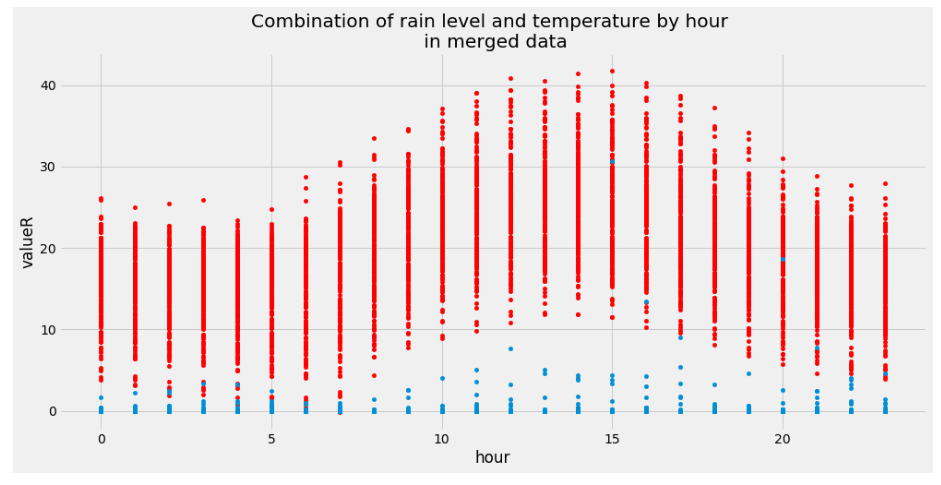 Combination of rain level and temperature by hour
in merged data
40
30
20
10
0
valueR
0 5 10 15 20
hour